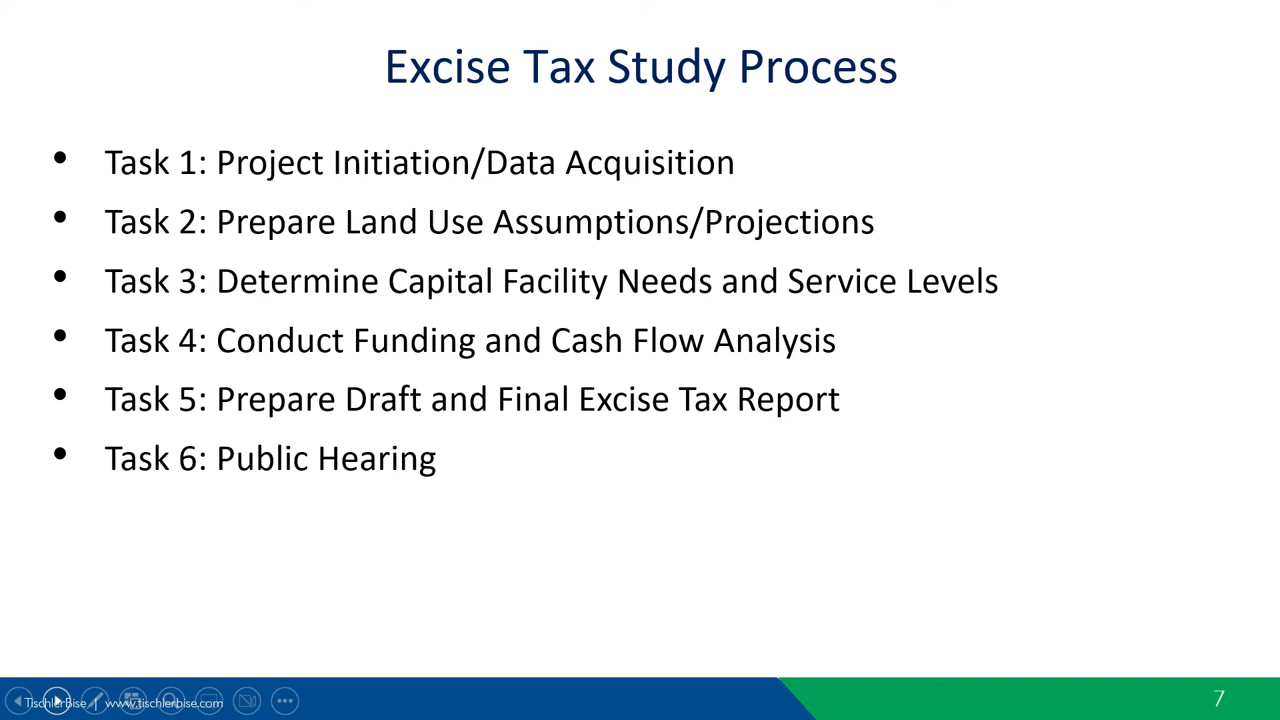 Excise Tax Study Process
• Task 1: Project Initiation/Data Acquisition
• Task 2: Prepare Land Use Assumptions/Projections
• Task 3: Determine Capital Facility Needs and Service Levels
• Task 4: Conduct Funding and Cash Flow Analysis
• Task 5: Prepare Draft and Final Excise Tax Report
• Task 6: Public Hearing
TischlerBise | www.tischlerbise.com
7